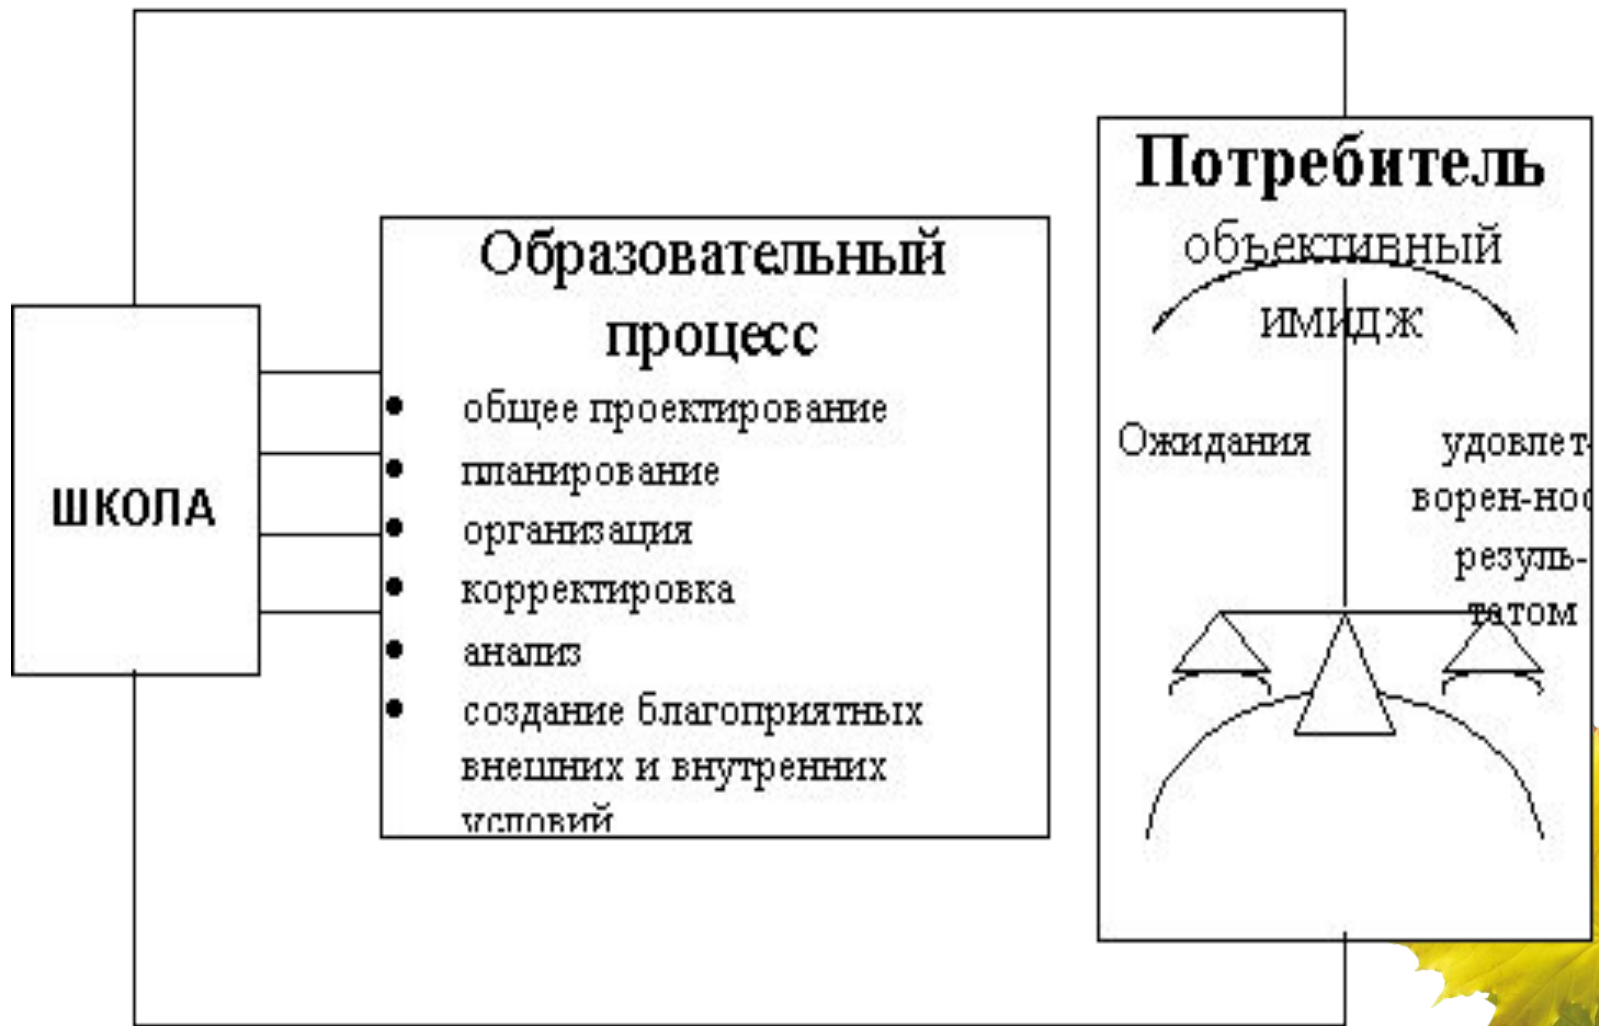 ШКОЛА
Образовательный
процесс
• общее проектирование
• планирование
• организация
• корректировка
• анализ
• создание благоприятных
внешних и внутренних
условий
Потребитель
объективный
имидж
Ожидания
удовлет-
ворен-нос
резуль-
татом